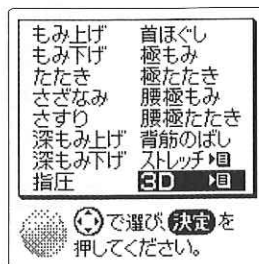 もみ上げ 首ほぐし
もみ下げ 極もみ
たたき 極たたき
さざなみ 腰極もみ
さすり 腰極たたき
深もみ上げ 背筋のばし
深もみ下げ ストレッチ
指圧 3D
で選び、決定を
押してください。